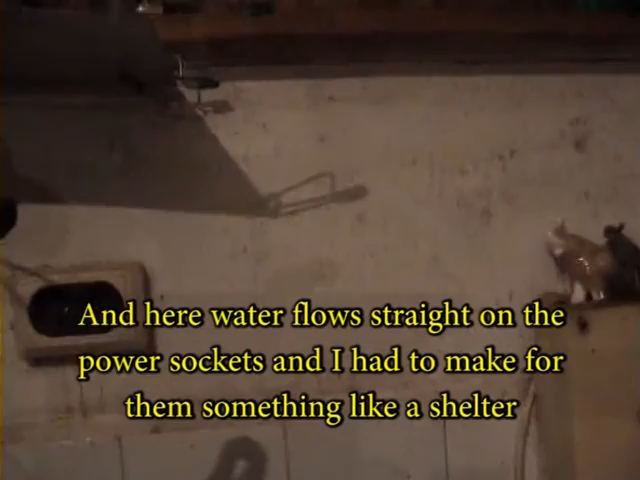 And here water flows straight on the
power sockets and I had to make for
them something like a shelter